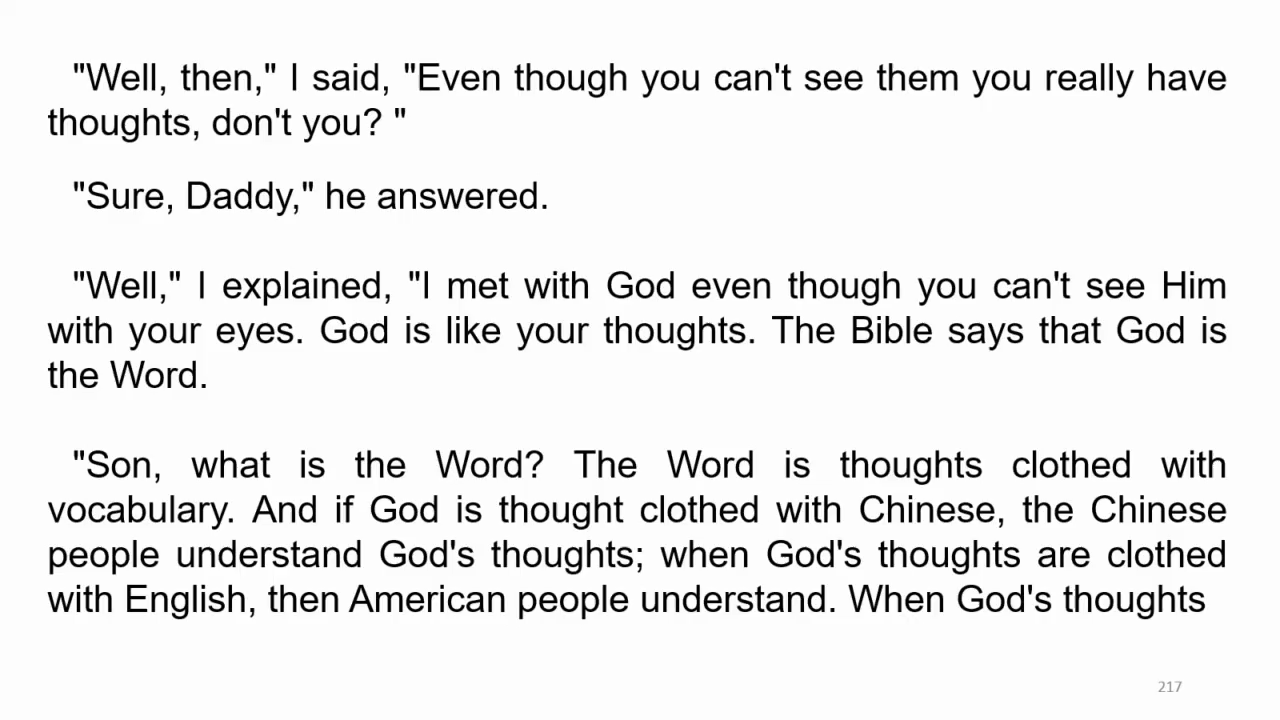 "Well, then," I said, "Even though you can't see them you really have
thoughts, don't you? "
"Sure, Daddy," he answered.
"Well," I explained, "I met with God even though you can't see Him
with your eyes. God is like your thoughts. The Bible says that God is
the Word.
"Son, what is the Word? The Word is thoughts clothed with
vocabulary. And if God is thought clothed with Chinese, the Chinese
people understand God's thoughts; when God's thoughts are clothed
with English, then American people understand. When God's thoughts
217